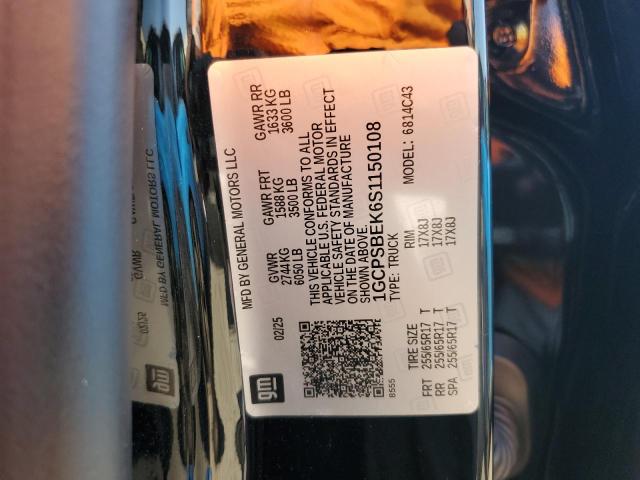 MFD BY GENERAL MOTORS LLC
02/25
GVWR GAWR FRT GAWR RR
2744 KG 1588 KG 1633 KG
6050 LB 3500 LB 3600 LB
THIS VEHICLE CONFORMS TO ALL
APPLICABLE U.S. FEDERAL MOTOR
VEHICLE SAFETY STANDARDS IN EFFECT
ON THE DATE OF MANUFACTURE
SHOWN ABOVE.
1GCPSBEK6S1150108
TYPE: TRUCK MODEL: 6814C43
gm
8555
TIRE SIZE RIM
FRT 255/65R17 T 17X8J
RR 255/65R17 T 17X8J
SPA 255/65R17 T 17X8J